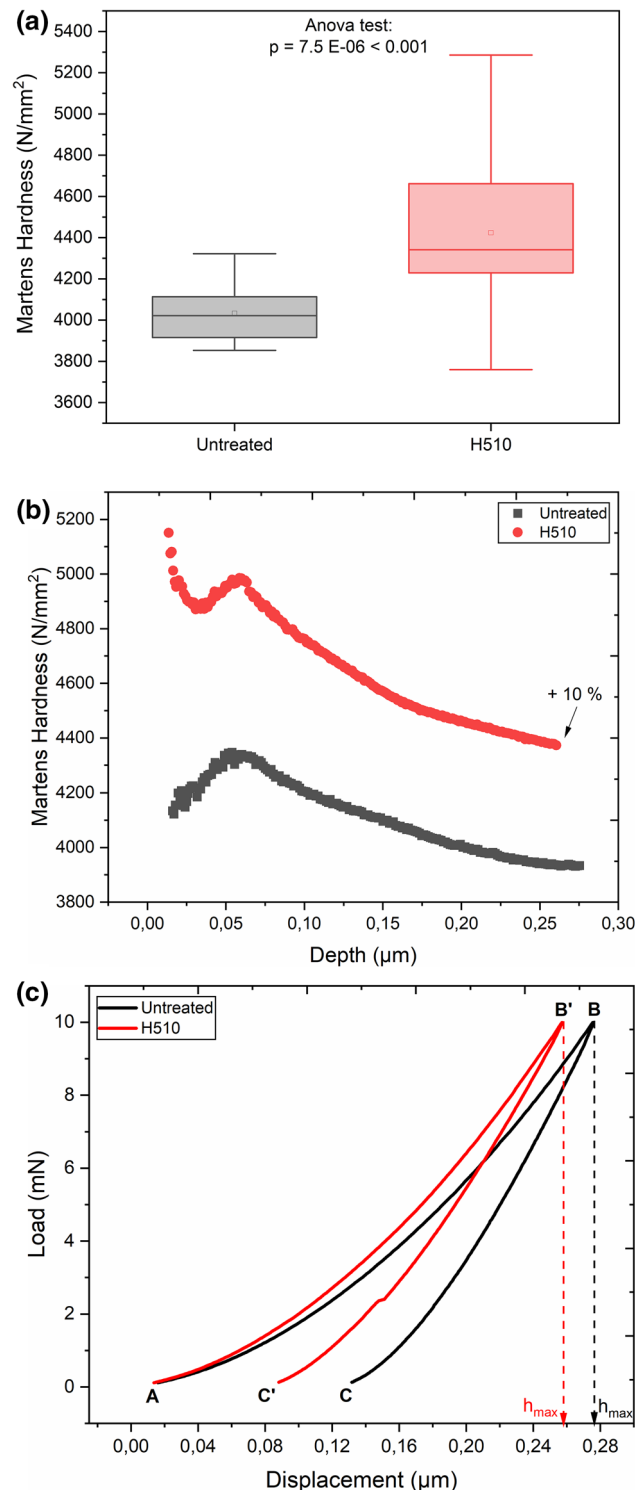 (a)
Anova test:
p = 7.5 E-06 < 0.001
Martens Hardness (N/mm²)
5400
5200
5000
4800
4600
4400
4200
4000
3800
3600
Untreated
H510
(b)
Untreated
H510
Martens Hardness (N/mm²)
5200
5000
4800
4600
4400
4200
4000
3800
+ 10 %
0,00 0,05 0,10 0,15 0,20 0,25 0,30
Depth (µm)
(c)
Untreated
H510
B' B
Load (mN)
10
8
6
4
2
0
A C' C
hmax hmax
0,00 0,04 0,08 0,12 0,16 0,20 0,24 0,28
Displacement (µm)